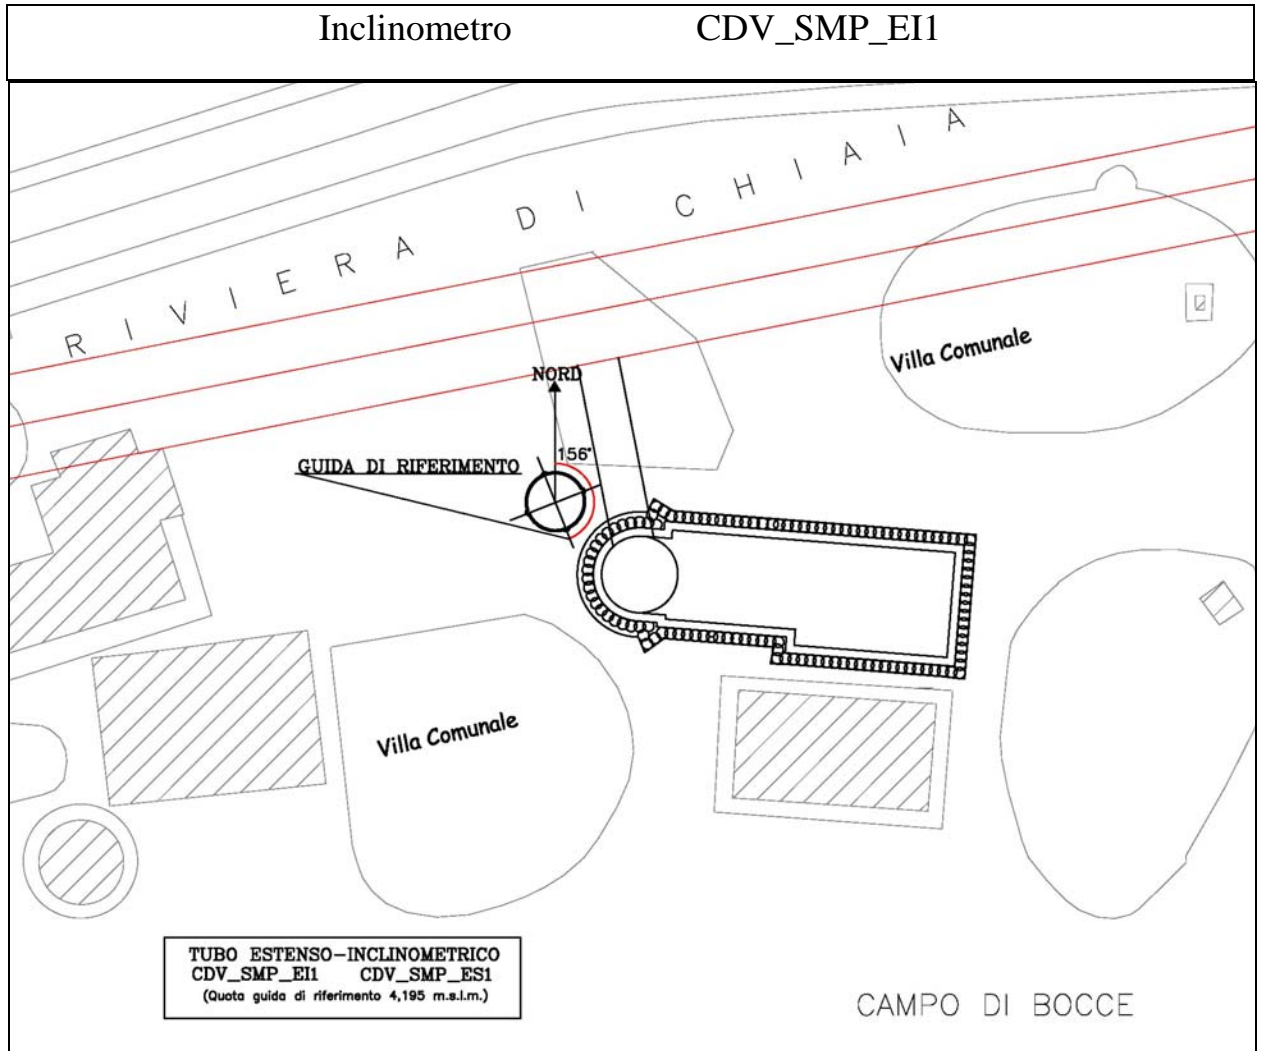 Inclinometro CDV_SMP_EI1
RIVIERA DI CHIAIA
Villa Comunale
NORD
156°
GUIDA DI RIFERIMENTO
Villa Comunale
TUBO ESTENSO-INCLINOMETRICO
CDV_SMP_EI1 CDV_SMP_ES1
(Quota guida di riferimento 4,195 m.s.l.m.)
CAMPO DI BOCCE